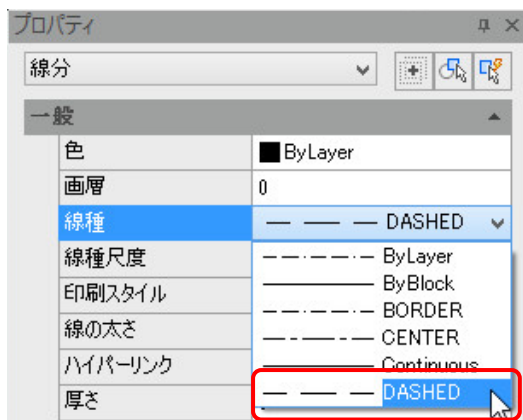 プロパティ
線分
一般
色 ByLayer
画層 0
線種 DASHED
線種尺度 ByLayer
ByBlock
印刷スタイル BORDER
線の太さ CENTER
ハイパーリンク Continuous
厚さ DASHED